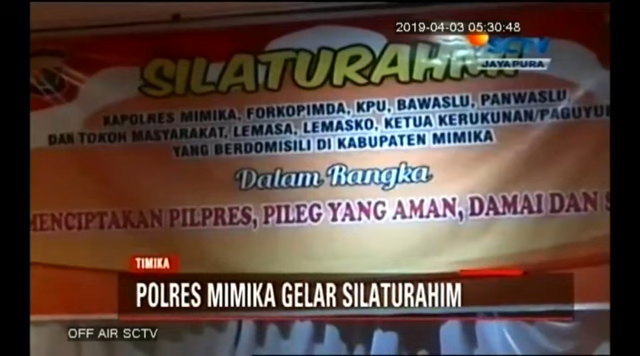 2019-04-03 05:30:48
SCTV
JAYAPURA
SILATURAHMI
KAPOLRES MIMIKA, FORKOPIMDA, KPU, BAWASLU, PANWASLU
DAN TOKOH MASYARAKAT, LEMASA, LEMASKO, KETUA KERUKUNAN/PAGUYU
YANG BERDOMISILI DI KABUPATEN MIMIKA
Dalam Rangka
MENCIPTAKAN PILPRES, PILEG YANG AMAN, DAMAI DAN S
TIMIKA
POLRES MIMIKA GELAR SILATURAHIM
OFF AIR SCTV